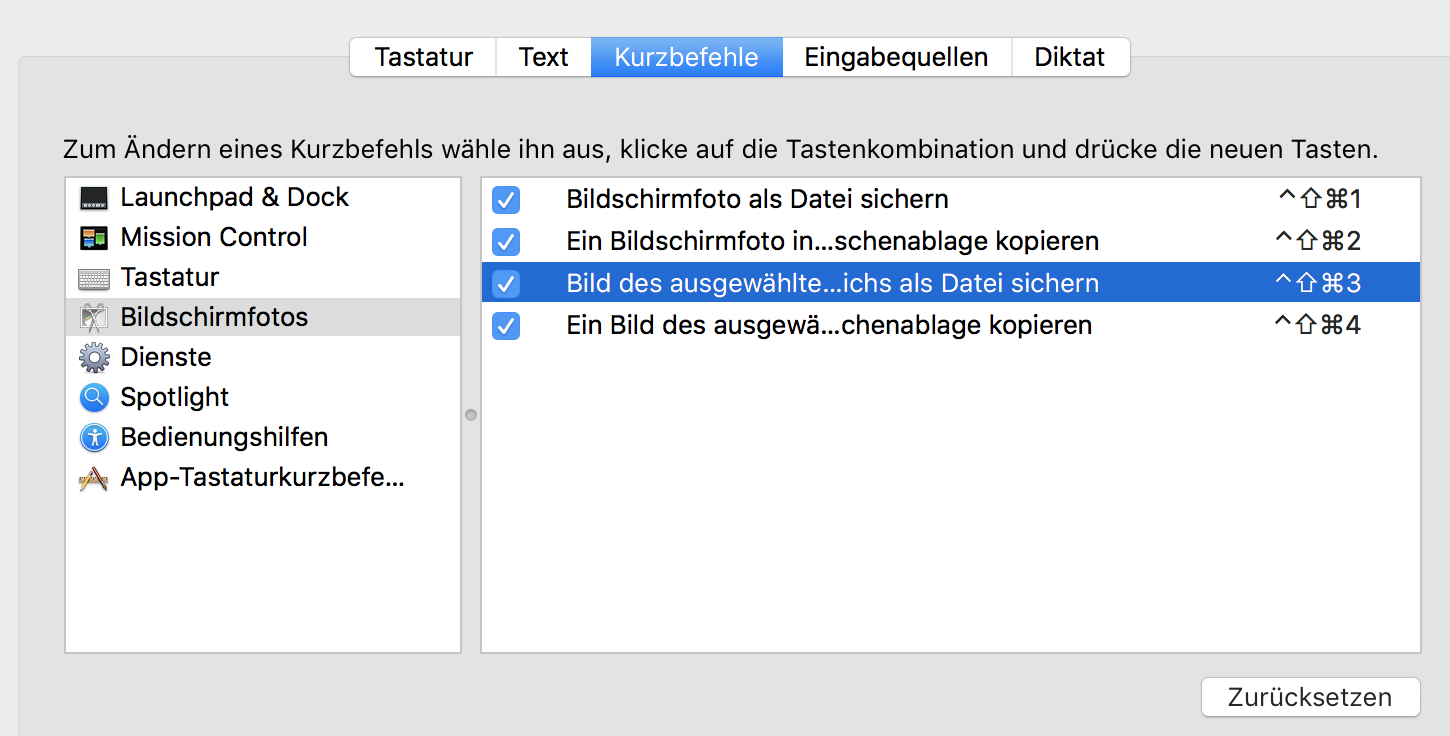 Tastatur Text Kurzbefehle Eingabequellen Diktat
Zum Ändern eines Kurzbefehls wähle ihn aus, klicke auf die Tastenkombination und drücke die neuen Tasten.
Launchpad & Dock
Mission Control
Tastatur
Bildschirmfotos
Dienste
Spotlight
Bedienungshilfen
App-Tastaturkurzbefe...
Bildschirmfoto als Datei sichern ^⇧⌘1
Ein Bildschirmfoto in...schenablage kopieren ^⇧⌘2
Bild des ausgewählte...ichs als Datei sichern ^⇧⌘3
Ein Bild des ausgewä...chenablage kopieren ^⇧⌘4
Zurücksetzen